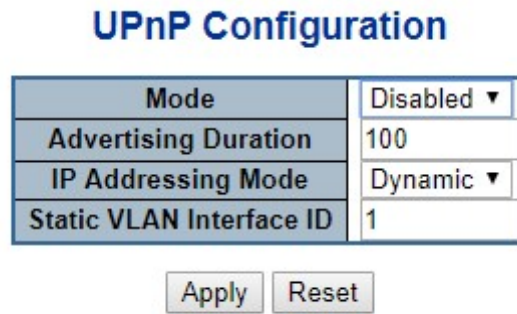 UPnP Configuration
Mode Disabled
Advertising Duration 100
IP Addressing Mode Dynamic
Static VLAN Interface ID 1
Apply Reset